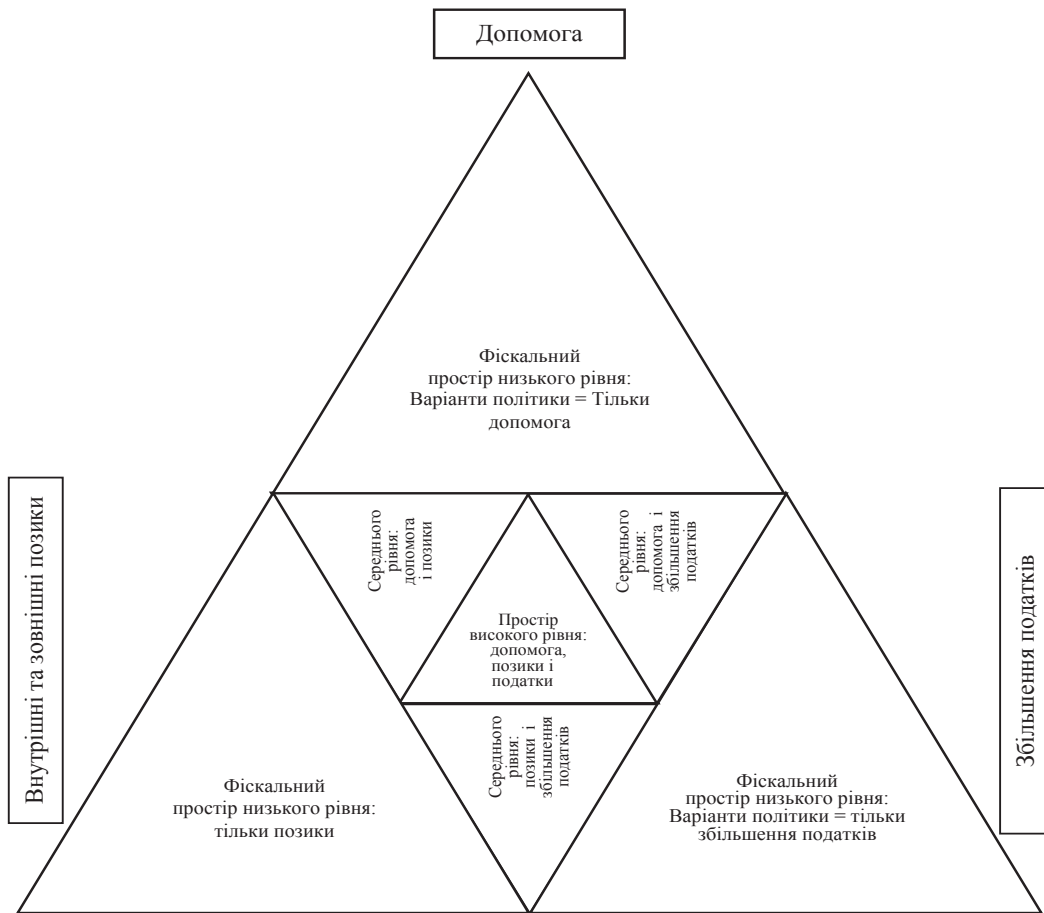 Допомога
Фіскальний
простір низького рівня:
Варіанти політики = Тільки
допомога
Внутрішні та зовнішні позики
Збільшення податків
Середнього
рівня:
допомога
і позики
Середнього
рівня:
допомога і
збільшення
податків
Простір
високого рівня:
допомога,
позики і
податки
Середнього
рівня:
позики і
збільшення
податків
Фіскальний
простір низького рівня:
тільки позики
Фіскальний
простір низького рівня:
Варіанти політики = тільки
збільшення податків